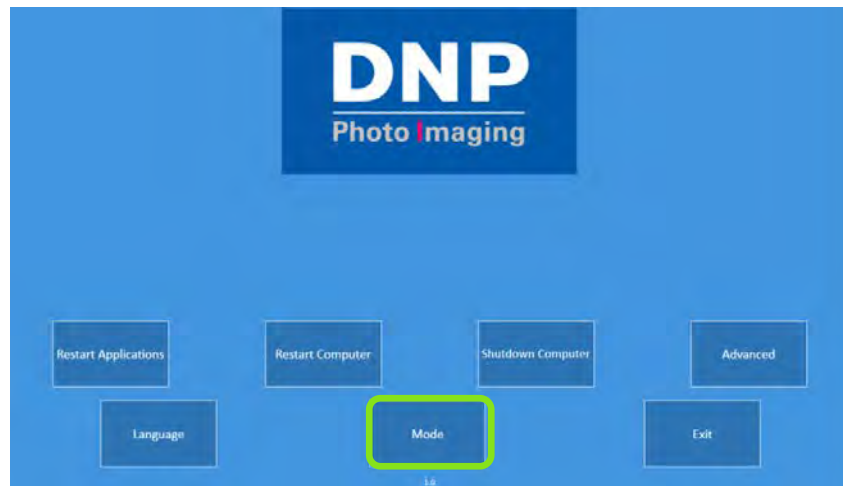 DNP
Photo Imaging
Restart Applications
Restart Computer
Shutdown Computer
Advanced
Language
Mode
Exit